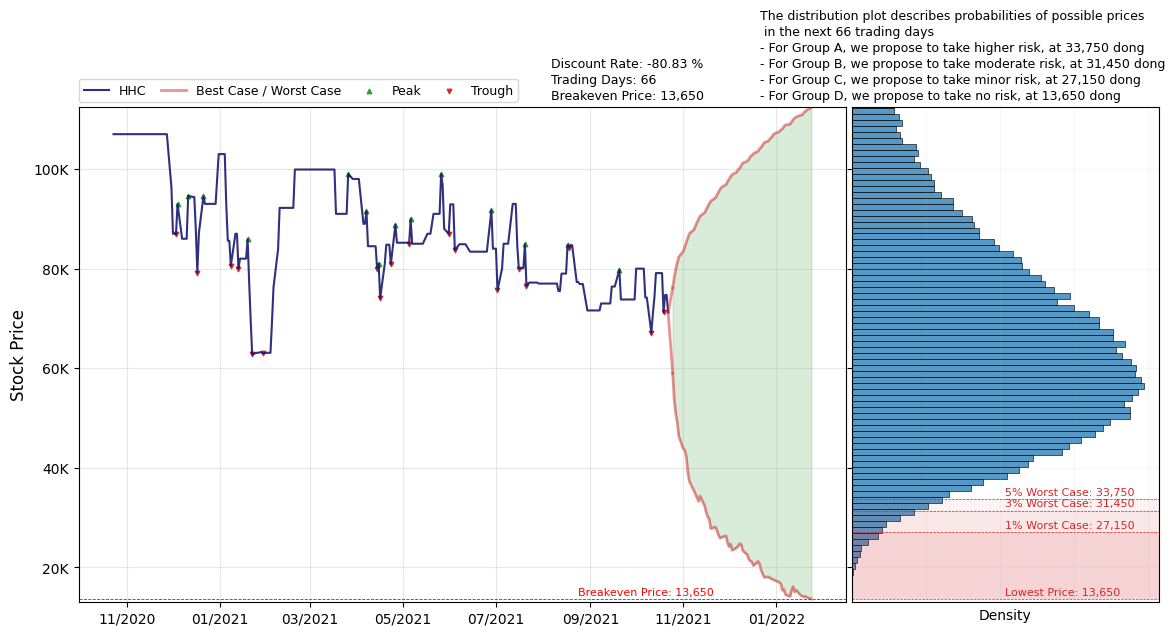 The distribution plot describes probabilities of possible prices
in the next 66 trading days
- For Group A, we propose to take higher risk, at 33,750 dong
- For Group B, we propose to take moderate risk, at 31,450 dong
- For Group C, we propose to take minor risk, at 27,150 dong
- For Group D, we propose to take no risk, at 13,650 dong
Discount Rate: -80.83 %
Trading Days: 66
Breakeven Price: 13,650
HHC
Best Case / Worst Case
Peak
Trough
Stock Price
100K
80K
60K
40K
20K
11/2020
01/2021
03/2021
05/2021
07/2021
09/2021
11/2021
01/2022
Breakeven Price: 13,650
5% Worst Case: 33,750
3% Worst Case: 31,450
1% Worst Case: 27,150
Lowest Price: 13,650
Density